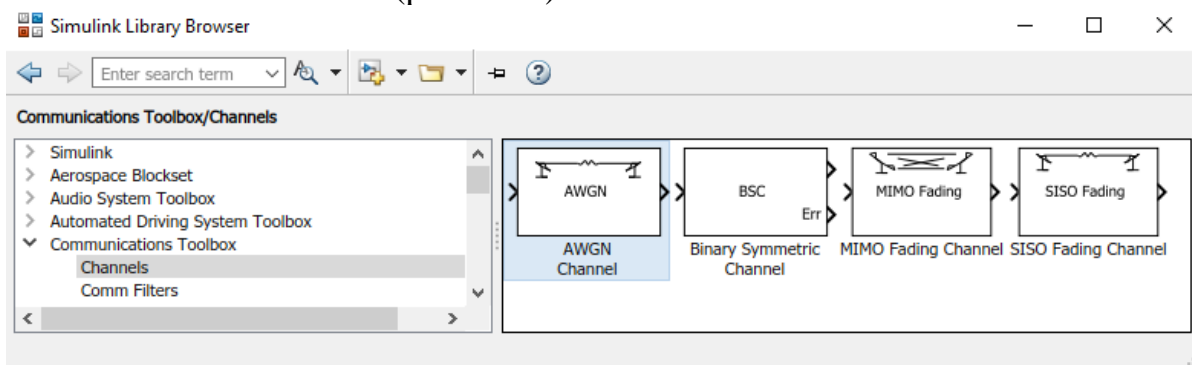 Simulink Library Browser
Enter search term
Communications Toolbox/Channels
Simulink
Aerospace Blockset
Audio System Toolbox
Automated Driving System Toolbox
Communications Toolbox
Channels
Comm Filters
AWGN
AWGN
Channel
BSC
Err
Binary Symmetric
Channel
MIMO Fading
MIMO Fading Channel
SISO Fading
SISO Fading Channel